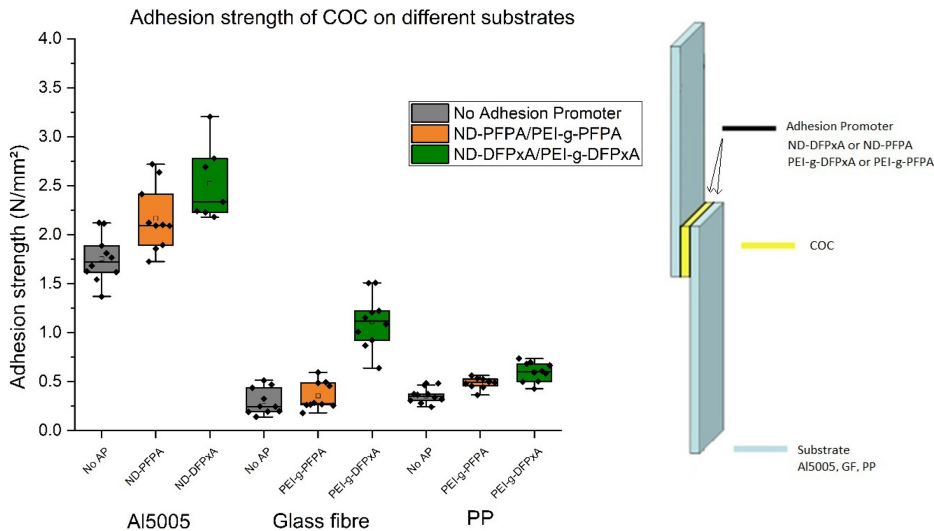 Adhesion strength of COC on different substrates
Adhesion strength (N/mm²)
4.0
3.5
3.0
2.5
2.0
1.5
1.0
0.5
0.0
No Adhesion Promoter
ND-PFPA/PEI-g-PFPA
ND-DFPxA/PEI-g-DFPxA
No AP
ND-PFPA
ND-DFPxA
No AP
PEI-g-PFPA
PEI-g-DFPxA
No AP
PEI-g-PFPA
PEI-g-DFPxA
Al5005
Glass fibre
PP
Adhesion Promoter
ND-DFPxA or ND-PFPA
PEI-g-DFPxA or PEI-g-PFPA
COC
Substrate
Al5005, GF, PP